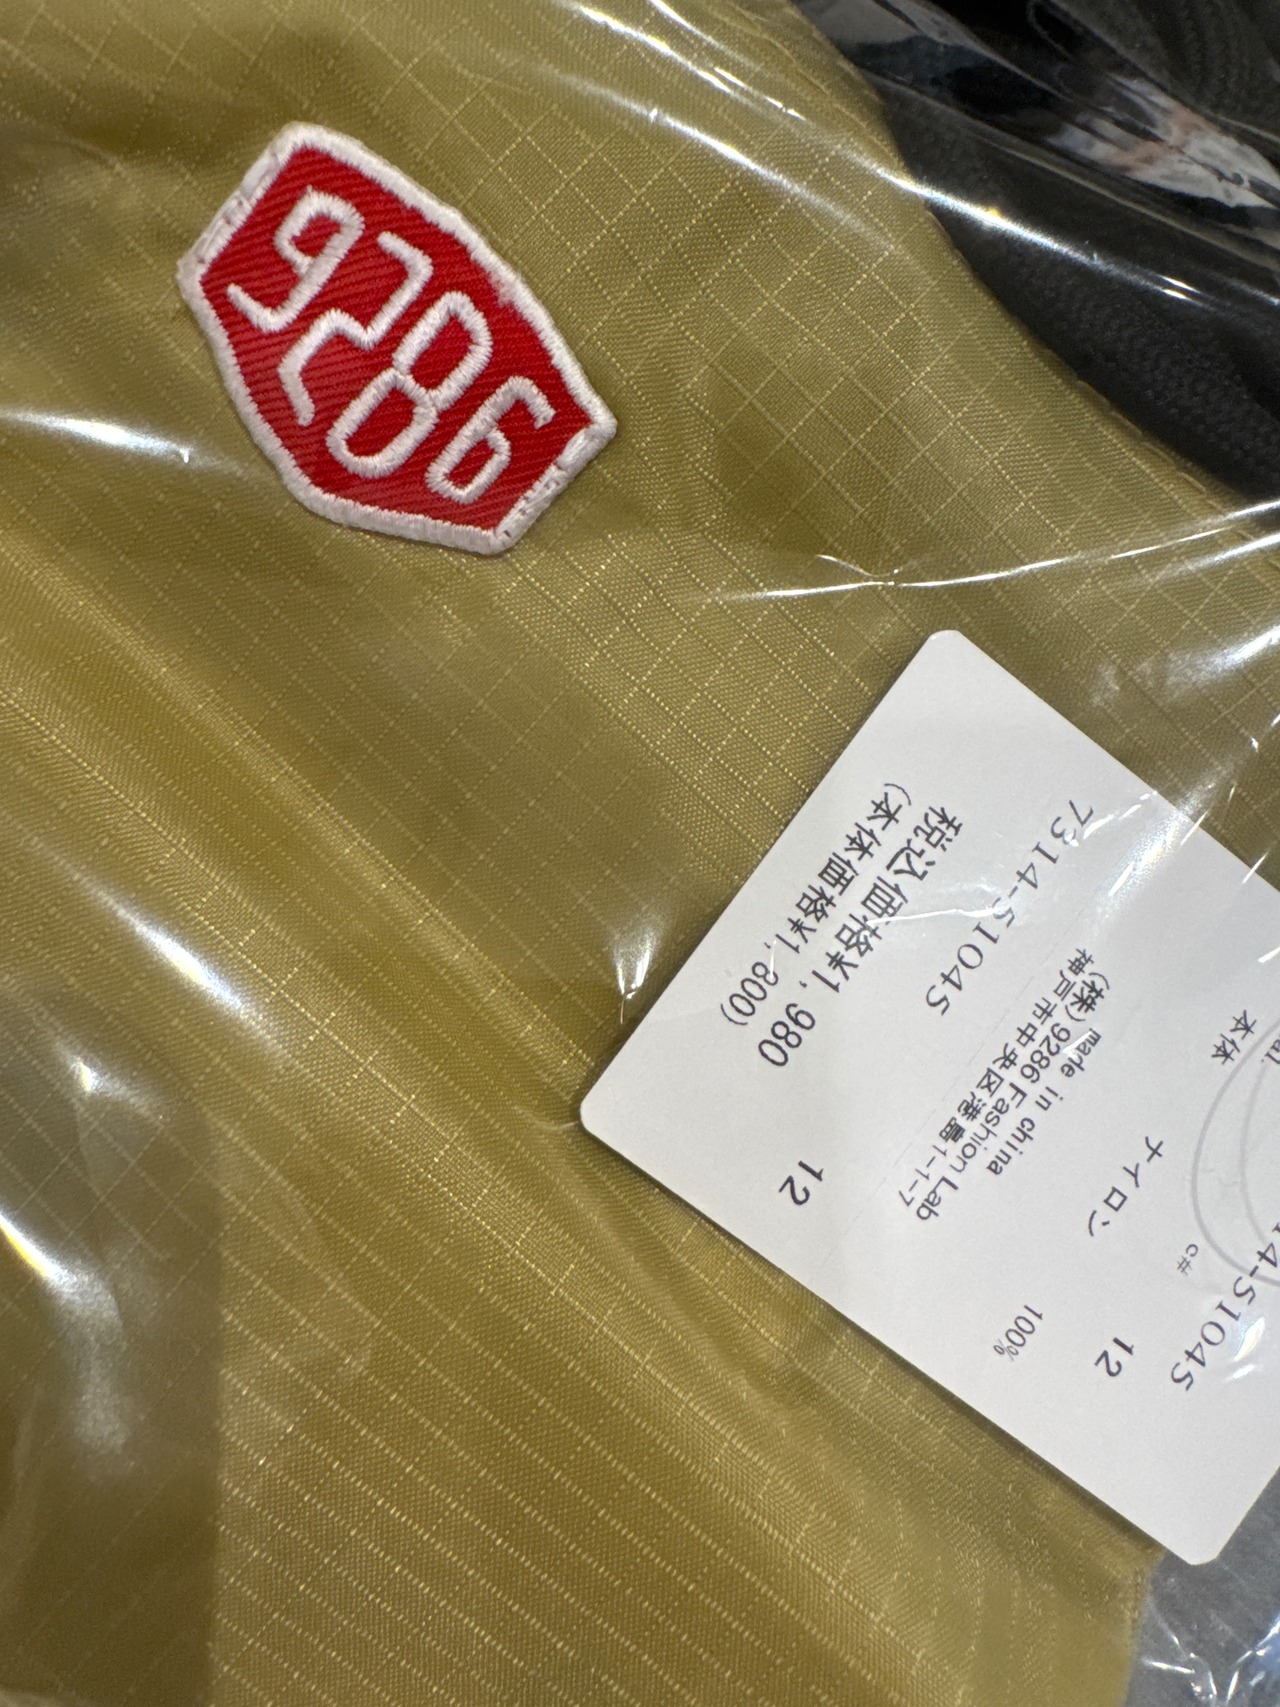 9286
14-51045
c# 12
al.
本体 ナイロン 100%
made in china
(株) 9286 Fashion Lab
神戸市中央区港島1-1-7
7314-51045 12
税込価格¥1,980
(本体価格¥1,800)